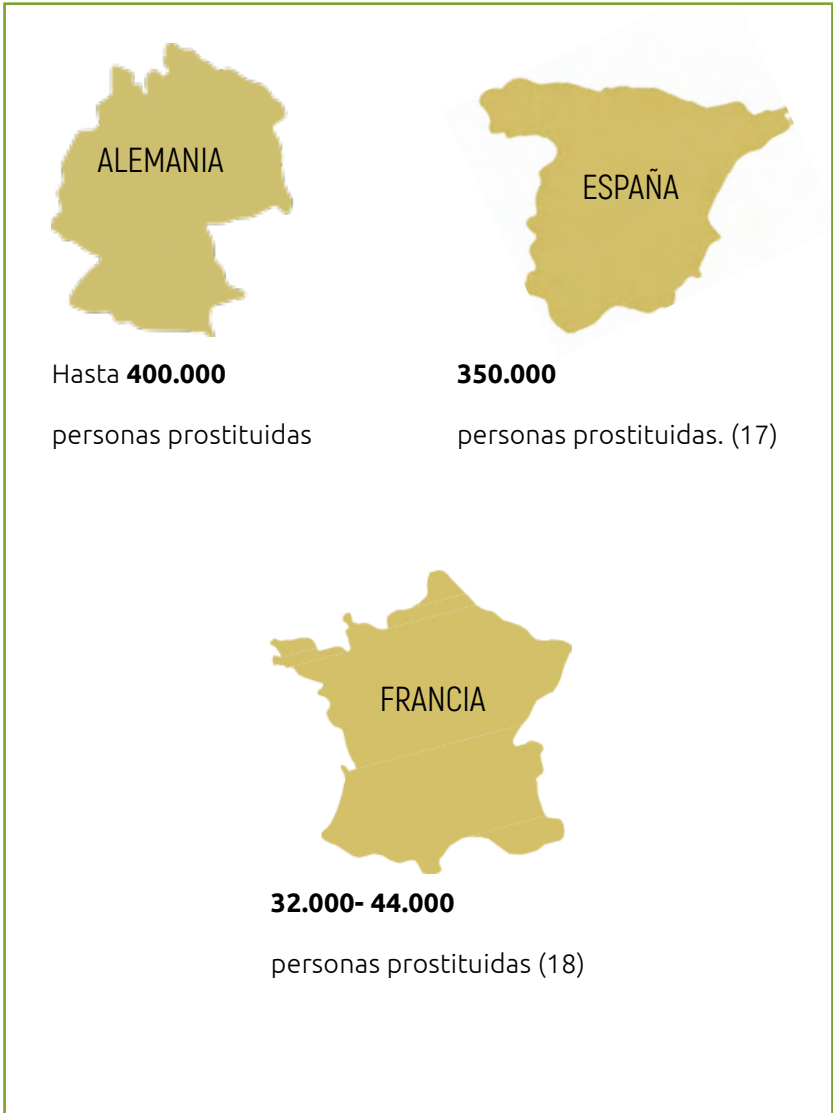 ALEMANIA
Hasta 400.000
personas prostituidas
ESPAÑA
350.000
personas prostituidas. (17)
FRANCIA
32.000- 44.000
personas prostituidas (18)